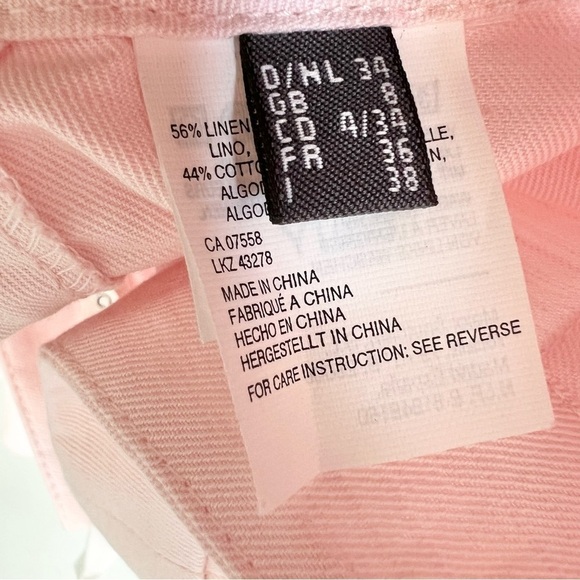 D/NL 34
GB 8
CD 4/34
FR 36
I 38
56% LINEN
LLE,
LINO,
44% COTTO
N,
ALGOD
ALGOD
CA 07558
LKZ 43278
MADE IN CHINA
FABRIQUÉ A CHINA
HECHO EN CHINA
HERGESTELLT IN CHINA
FOR CARE INSTRUCTION: SEE REVERSE